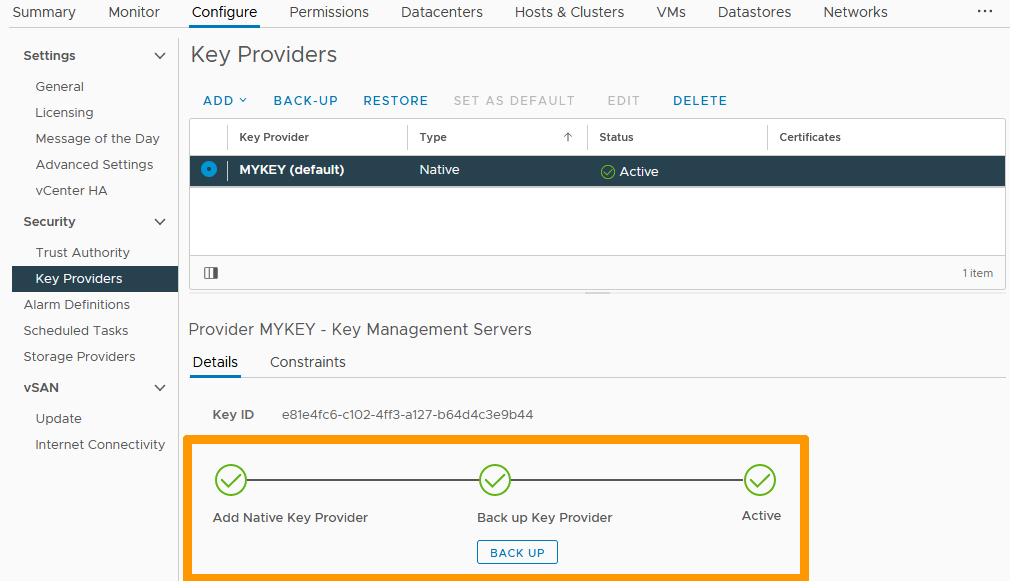 Summary Monitor Configure Permissions Datacenters Hosts & Clusters VMs Datastores Networks ...
Settings
General
Licensing
Message of the Day
Advanced Settings
vCenter HA
Security
Trust Authority
Key Providers
Alarm Definitions
Scheduled Tasks
Storage Providers
vSAN
Update
Internet Connectivity
Key Providers
ADD BACK-UP RESTORE SET AS DEFAULT EDIT DELETE
Key Provider Type Status Certificates
MYKEY (default) Native Active
1 item
Provider MYKEY - Key Management Servers
Details Constraints
Key ID e81e4fc6-c102-4ff3-a127-b64d4c3e9b44
Add Native Key Provider Back up Key Provider Active
BACK UP